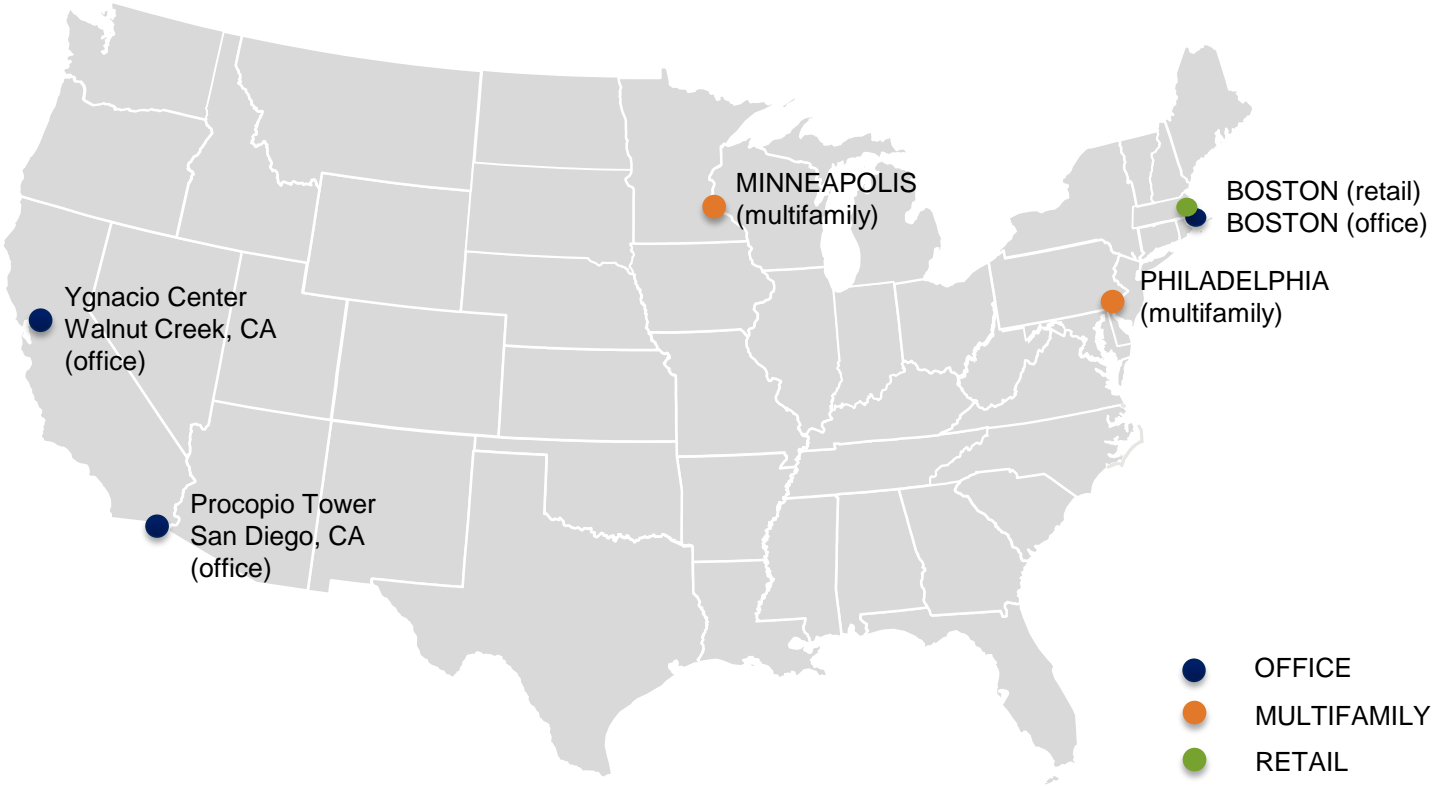 MINNEAPOLIS
(multifamily)
BOSTON (retail)
BOSTON (office)
PHILADELPHIA
(multifamily)
Ygnacio Center
Walnut Creek, CA
(office)
Procopio Tower
San Diego, CA
(office)
OFFICE
MULTIFAMILY
RETAIL